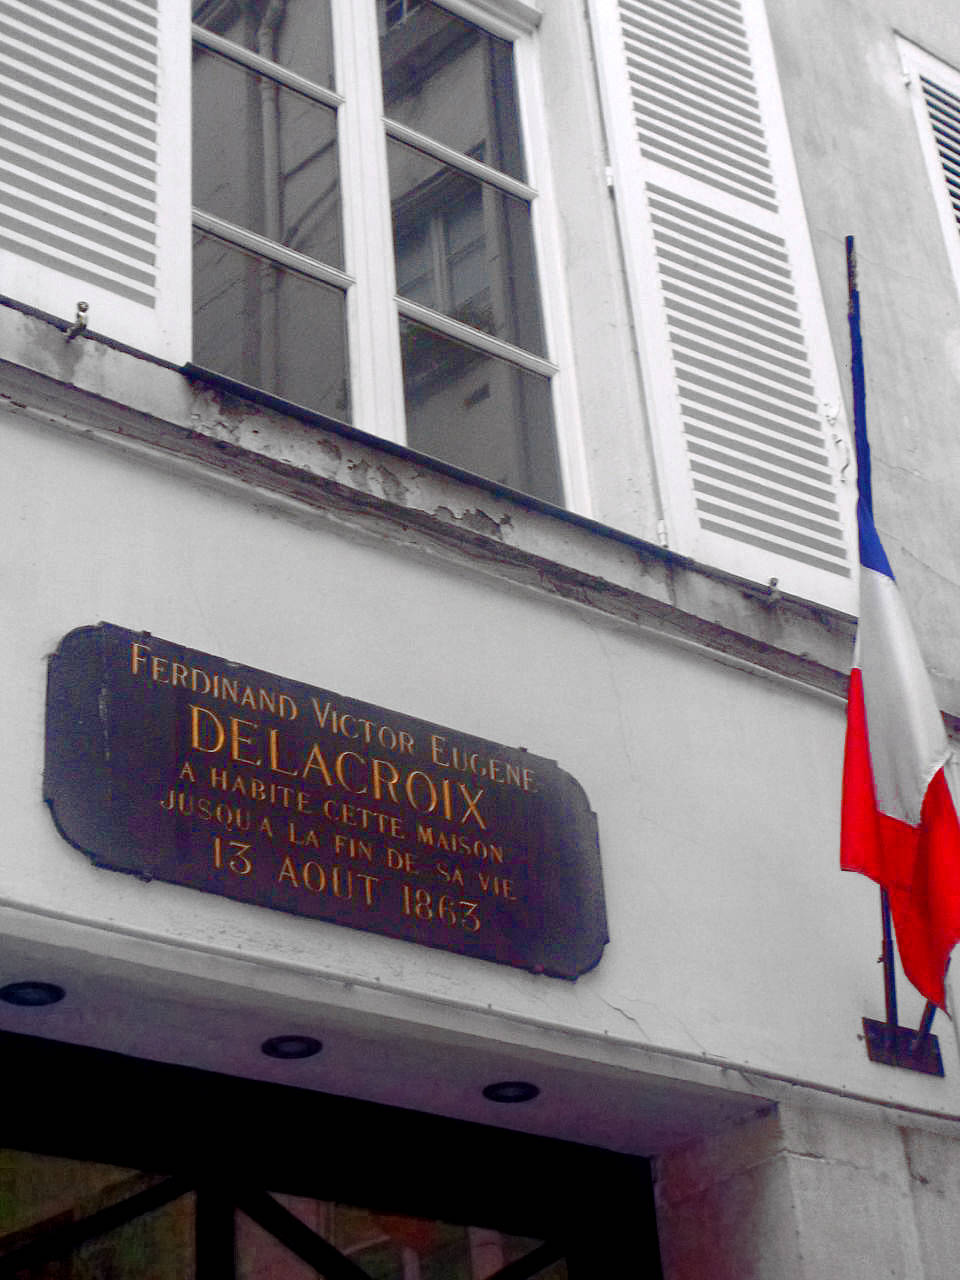 FERDINAND VICTOR EUGENE
DELACROIX
A HABITE CETTE MAISON
JUSQU'A LA FIN DE SA VIE
13 AOUT 1863